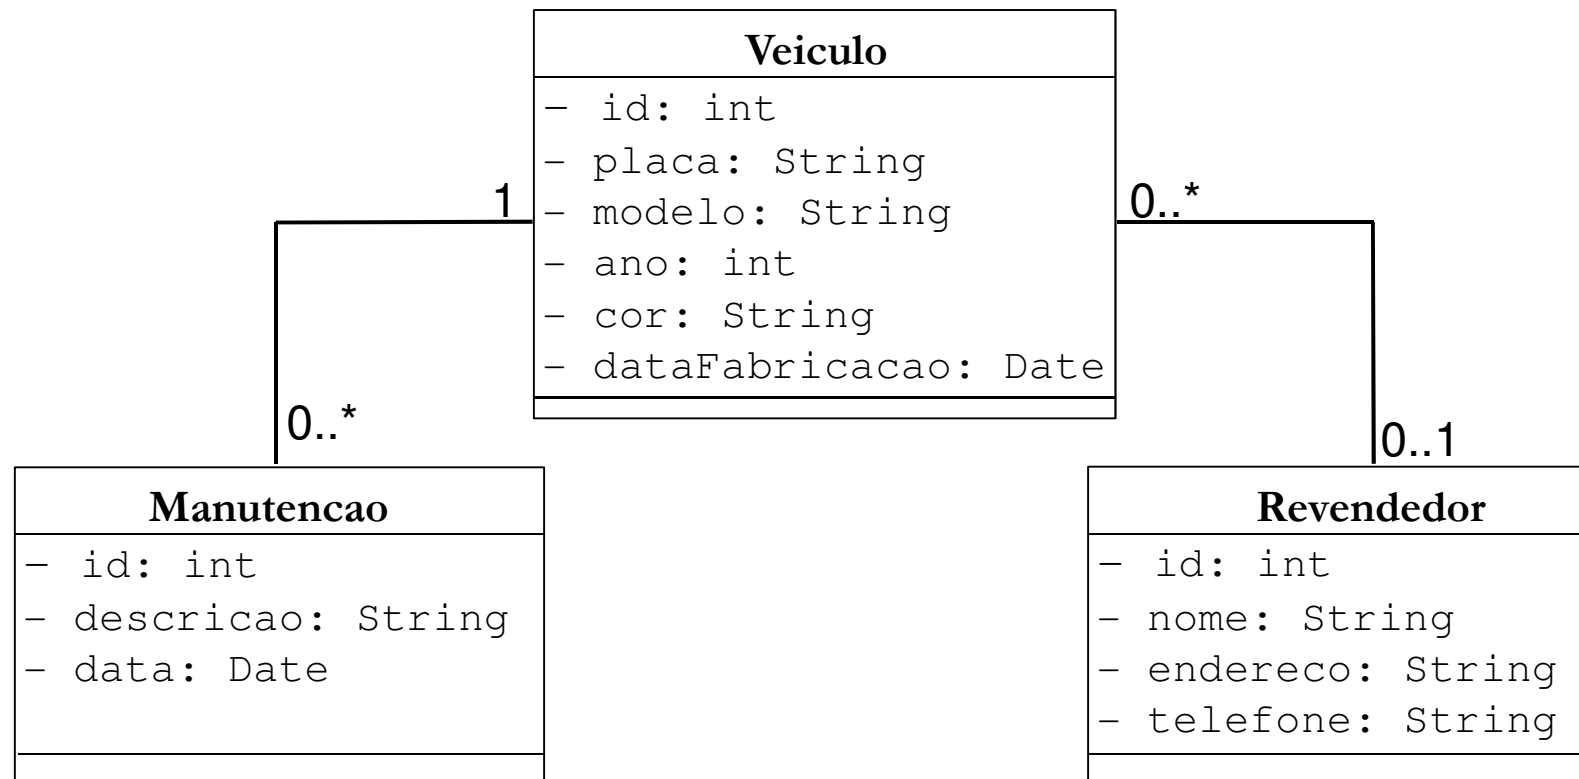 Veiculo
– id: int
– placa: String
– modelo: String
– ano: int
– cor: String
– dataFabricacao: Date
1
0..*
0..*
0..1
Manutencao
– id: int
– descricao: String
– data: Date
Revendedor
– id: int
– nome: String
– endereco: String
– telefone: String